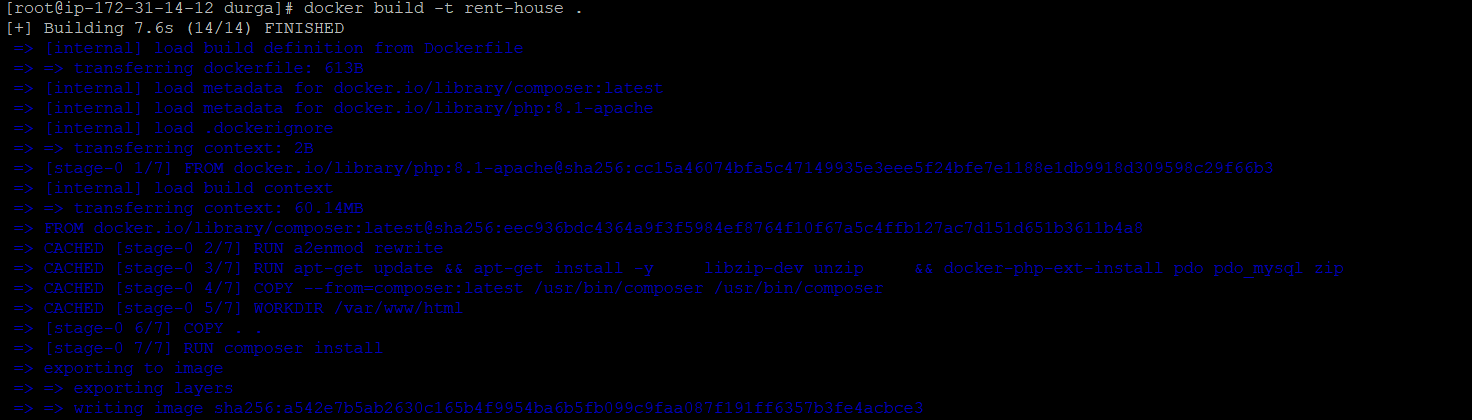 [root@ip-172-31-14-12 durga]# docker build -t rent-house .
[+] Building 7.6s (14/14) FINISHED
=> [internal] load build definition from Dockerfile
=> => transferring dockerfile: 613B
=> [internal] load metadata for docker.io/library/composer:latest
=> [internal] load metadata for docker.io/library/php:8.1-apache
=> [internal] load .dockerignore
=> => transferring context: 2B
=> [stage-0 1/7] FROM docker.io/library/php:8.1-apache@sha256:cc15a46074bfa5c47149935e3eee5f24bfe7e1188e1db9918d309598c29f66b3
=> [internal] load build context
=> => transferring context: 60.14MB
=> FROM docker.io/library/composer:latest@sha256:eec936bdc4364a9f3f5984ef8764f10f67a5c4ffb127ac7d151d651b3611b4a8
=> CACHED [stage-0 2/7] RUN a2enmod rewrite
=> CACHED [stage-0 3/7] RUN apt-get update && apt-get install -y     libzip-dev unzip     && docker-php-ext-install pdo pdo_mysql zip
=> CACHED [stage-0 4/7] COPY --from=composer:latest /usr/bin/composer /usr/bin/composer
=> CACHED [stage-0 5/7] WORKDIR /var/www/html
=> [stage-0 6/7] COPY . .
=> [stage-0 7/7] RUN composer install
=> exporting to image
=> => exporting layers
=> => writing image sha256:a542e7b5ab2630c165b4f9954ba6b5fb099c9faa087f191ff6357b3fe4acbce3